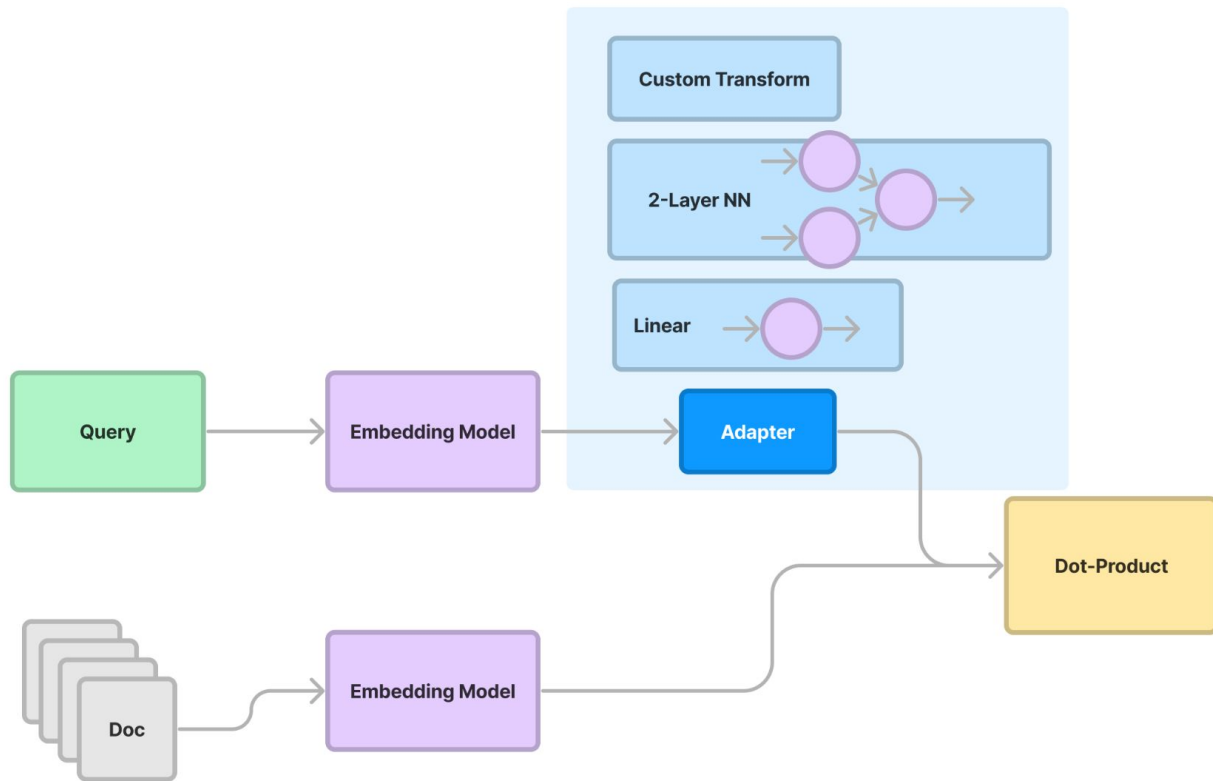 Custom Transform
2-Layer NN
Linear
Query
Embedding Model
Adapter
Dot-Product
Embedding Model
Doc